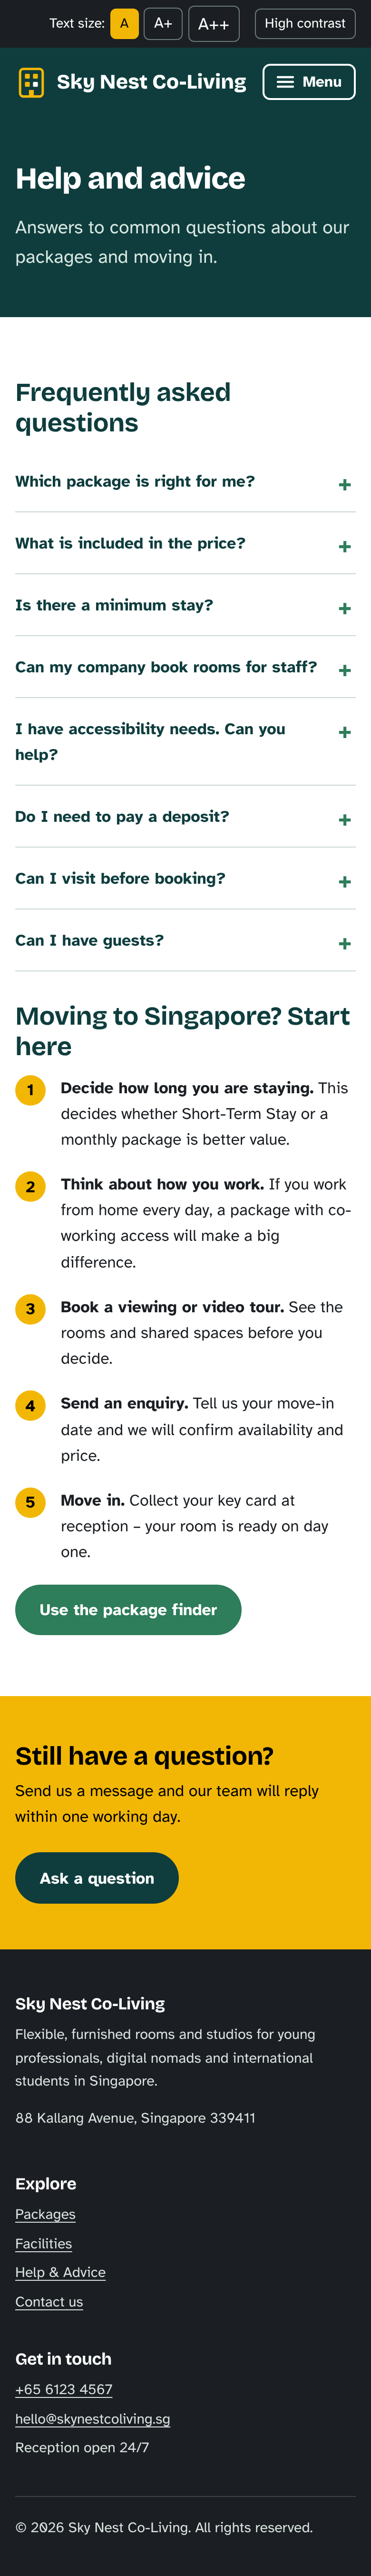 Text size: A A+ A++ High contrast
Sky Nest Co-Living Menu
Help and advice
Answers to common questions about our
packages and moving in.
Frequently asked
questions
Which package is right for me? +
What is included in the price? +
Is there a minimum stay? +
Can my company book rooms for staff? +
I have accessibility needs. Can you +
help?
Do I need to pay a deposit? +
Can I visit before booking? +
Can I have guests? +
Moving to Singapore? Start
here
1 Decide how long you are staying. This
decides whether Short-Term Stay or a
monthly package is better value.
2 Think about how you work. If you work
from home every day, a package with co-
working access will make a big
difference.
3 Book a viewing or video tour. See the
rooms and shared spaces before you
decide.
4 Send an enquiry. Tell us your move-in
date and we will confirm availability and
price.
5 Move in. Collect your key card at
reception – your room is ready on day
one.
Use the package finder
Still have a question?
Send us a message and our team will reply
within one working day.
Ask a question
Sky Nest Co-Living
Flexible, furnished rooms and studios for young
professionals, digital nomads and international
students in Singapore.
88 Kallang Avenue, Singapore 339411
Explore
Packages
Facilities
Help & Advice
Contact us
Get in touch
+65 6123 4567
hello@skynestcoliving.sg
Reception open 24/7
© 2026 Sky Nest Co-Living. All rights reserved.